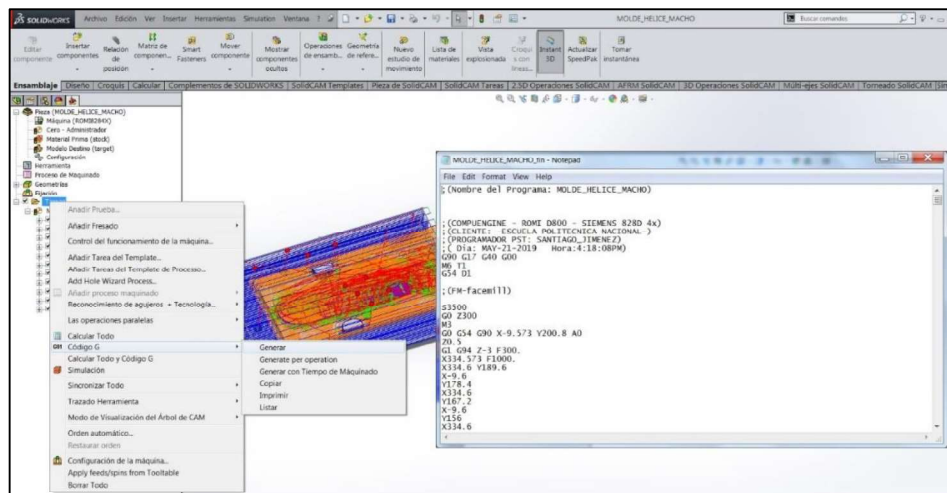 SOLIDWORKS
Archivo Edición Ver Insertar Herramientas Simulation Ventana ?
MOLDE_HELICE_MACHO
Buscar comandos
Editar componente
Insertar componentes
Relación de posición
Matriz de componen...
Smart Fasteners
Mover componente
Mostrar componentes ocultos
Operaciones de ensamb...
Geometría de refere...
Nuevo estudio de movimiento
Lista de materiales
Vista explosionada
Croquis con líneas...
Instant 3D
Actualizar SpeedPak
Tomar instantánea
Ensamblaje Diseño Croquis Calcular Complementos de SOLIDWORKS SolidCAM Templates Pieza de SolidCAM SolidCAM Tareas 2.5D Operaciones SolidCAM AFRM SolidCAM 3D Operaciones SolidCAM Multi-ejes SolidCAM Torneado SolidCAM
Pieza (MOLDE_HELICE_MACHO)
Máquina (ROMI8284X)
Cero - Administrador
Material Prima (stock)
Modelo Destino (target)
Configuración
Herramienta
Proceso de Maquinado
Geometrías
Fijación
Anadir Prueba...
Añadir Fresado
Control del funcionamiento de la máquina...
Añadir Tarea del Template...
Añadir Tareas del Template de Proceso...
Add Hole Wizard Process...
Añadir proceso maquinado
Reconocimiento de agujeros + Tecnología...
Las operaciones paralelas
Calcular Todo
G01 Código G
Calcular Todo y Código G
Simulación
Sincronizar Todo
Trazado Herramienta
Modo de Visualización del Árbol de CAM
Orden automático...
Restaurar orden
Configuración de la máquina...
Apply feeds/spins from Tooltable
Borrar Todo
Generar
Generate per operation
Generar con Tiempo de Máquinado
Copiar
Imprimir
Listar
MOLDE_HELICE_MACHO_fin - Notepad
File Edit Format View Help
;(Nombre del Programa: MOLDE_HELICE_MACHO)
;(COMPUENGINE - ROMI D800 - SIEMENS 828D 4x)
;(CLIENTE: ESCUELA POLITECNICA NACIONAL-)
;(PROGRAMADOR PST: SANTIAGO_JIMENEZ)
;( Dia: MAY-21-2019 Hora:4:18:08PM)
G90 G17 G40 G00
M6 T1
G54 D1
;(FM-facemill)
S3500
G0 Z300
M3
G0 G54 G90 X-9.573 Y200.8 A0
Z0.5
G1 G94 Z-3 F300.
X334.573 F1000.
X334.6 Y189.6
X-9.6
Y178.4
X334.6
Y167.2
X-9.6
Y156
X334.6